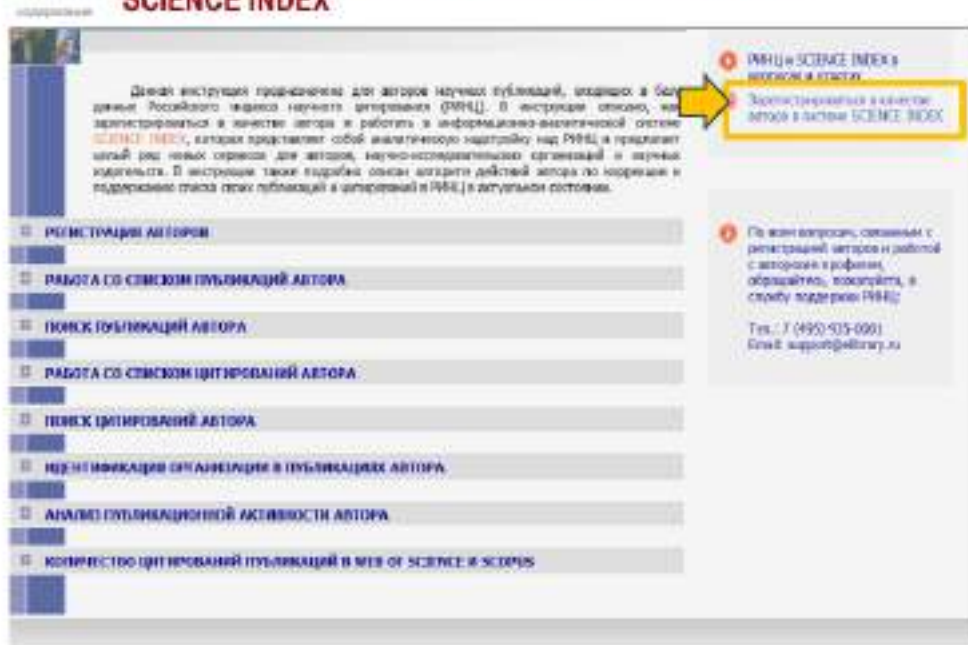 SCIENCE INDEX
Данная инструкция предназначена для авторов научных публикаций, входящих в базу
данных Российского индекса научного цитирования (РИНЦ). В инструкции описано, как
зарегистрироваться в качестве автора и работать в информационно-аналитической системе
SCIENCE INDEX, которая представляет собой аналитическую надстройку над РИНЦ и предлагает
целый ряд новых сервисов для авторов, научно-исследовательских организаций и научных
издательств. В инструкции также подробно описан алгоритм действий автора по коррекции и
поддержанию списка своих публикаций и цитирований в РИНЦ в актуальном состоянии.
РЕГИСТРАЦИЯ АВТОРОВ
РАБОТА СО СПИСКОМ ПУБЛИКАЦИЙ АВТОРА
ПОИСК ПУБЛИКАЦИЙ АВТОРА
РАБОТА СО СПИСКОМ ЦИТИРОВАНИЙ АВТОРА
ПОИСК ЦИТИРОВАНИЙ АВТОРА
ИДЕНТИФИКАЦИЯ ОРГАНИЗАЦИИ В ПУБЛИКАЦИЯХ АВТОРА
АНАЛИЗ ПУБЛИКАЦИОННОЙ АКТИВНОСТИ АВТОРА
КОЛИЧЕСТВО ЦИТИРОВАНИЙ ПУБЛИКАЦИЙ В WEB OF SCIENCE И SCOPUS
РИНЦ и SCIENCE INDEX в
вопросах и ответах
Зарегистрироваться в качестве
автора в системе SCIENCE INDEX
По всем вопросам, связанным с
регистрацией авторов и работой
с авторским профилем,
обращайтесь, пожалуйста, в
службу поддержки РИНЦ:
Тел.: 7 (495) 935-0001
Email: support@elibrary.ru